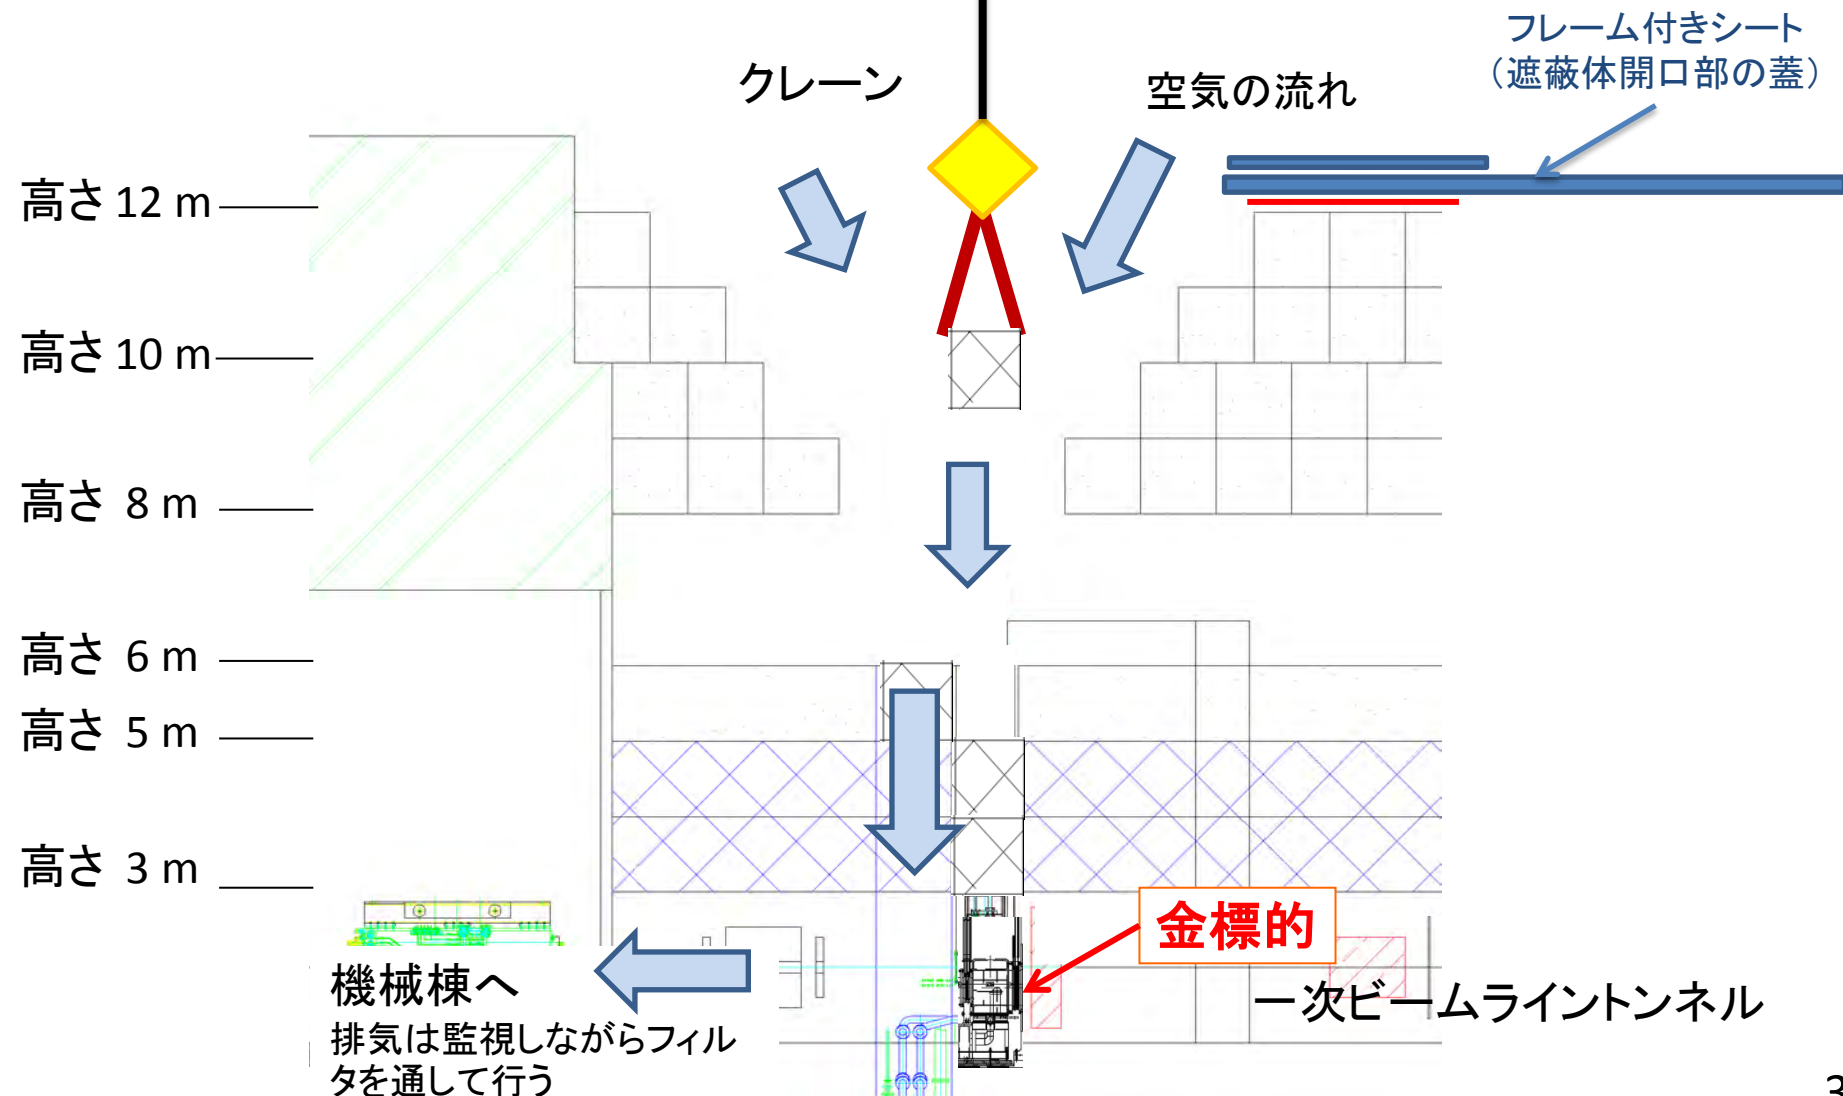 フレーム付きシート
（遮蔽体開口部の蓋）
クレーン
空気の流れ
高さ 12 m
高さ 10 m
高さ 8 m
高さ 6 m
高さ 5 m
高さ 3 m
金標的
機械棟へ
一次ビームライントンネル
排気は監視しながらフィル
タを通して行う
3